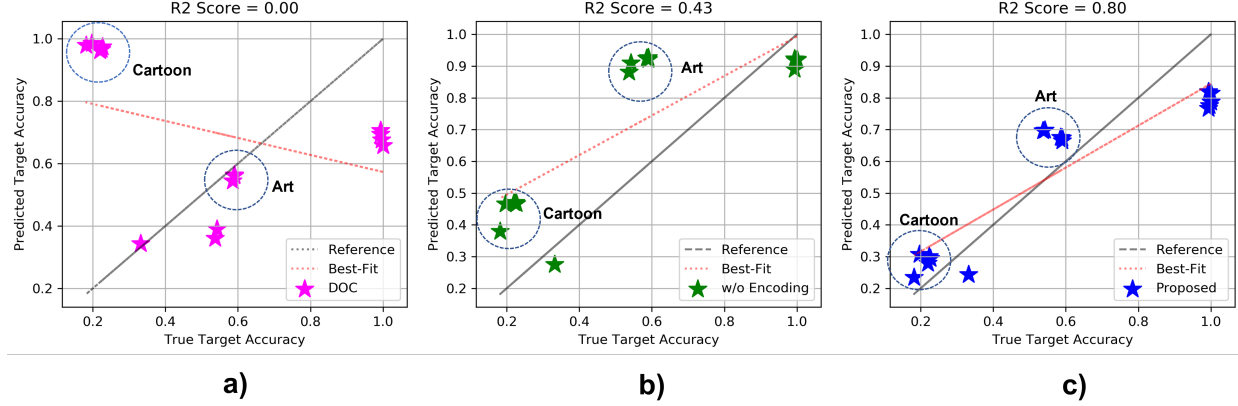 R2 Score = 0.00
Predicted Target Accuracy
1.0
0.8
0.6
0.4
0.2
Cartoon
Art
Reference
Best-Fit
DOC
0.2 0.4 0.6 0.8 1.0
True Target Accuracy
a)
R2 Score = 0.43
Predicted Target Accuracy
1.0
0.9
0.8
0.7
0.6
0.5
0.4
0.3
0.2
Art
Cartoon
Reference
Best-Fit
w/o Encoding
0.2 0.4 0.6 0.8 1.0
True Target Accuracy
b)
R2 Score = 0.80
Predicted Target Accuracy
1.0
0.9
0.8
0.7
0.6
0.5
0.4
0.3
0.2
Art
Cartoon
Reference
Best-Fit
Proposed
0.2 0.4 0.6 0.8 1.0
True Target Accuracy
c)